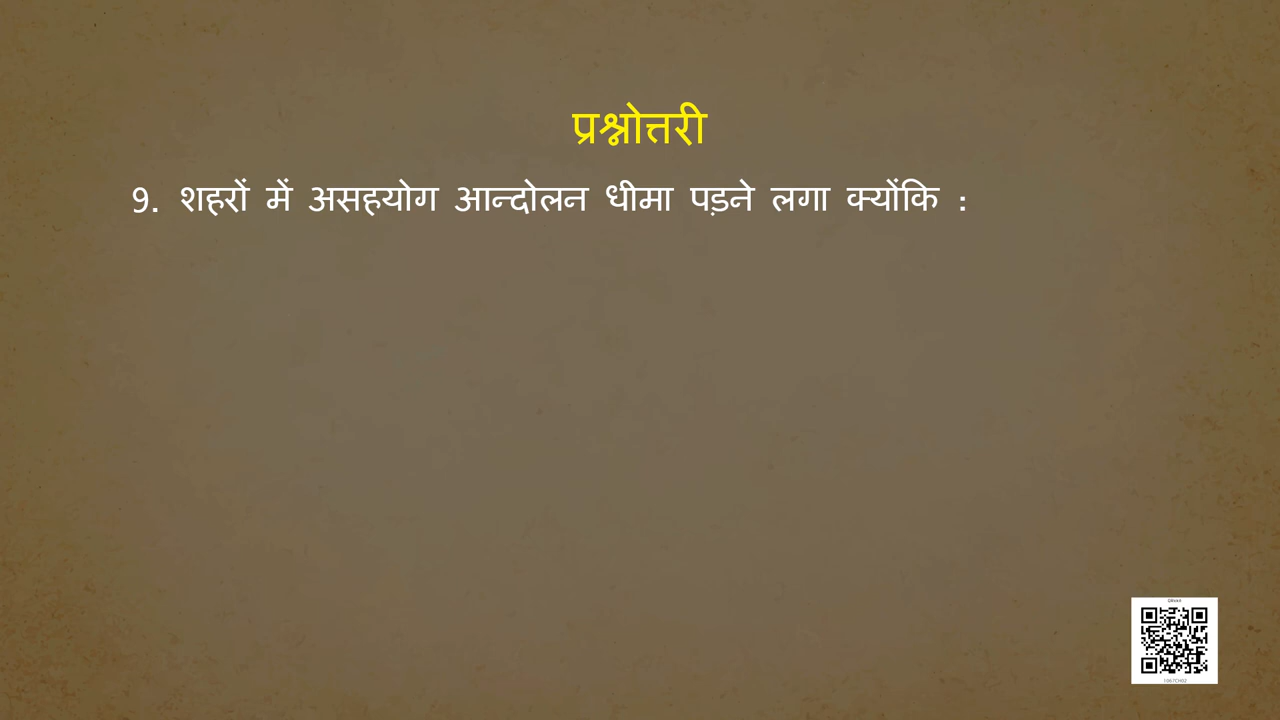 प्रश्नोत्तरी
9. शहरों में असहयोग आन्दोलन धीमा पड़ने लगा क्योंकि :